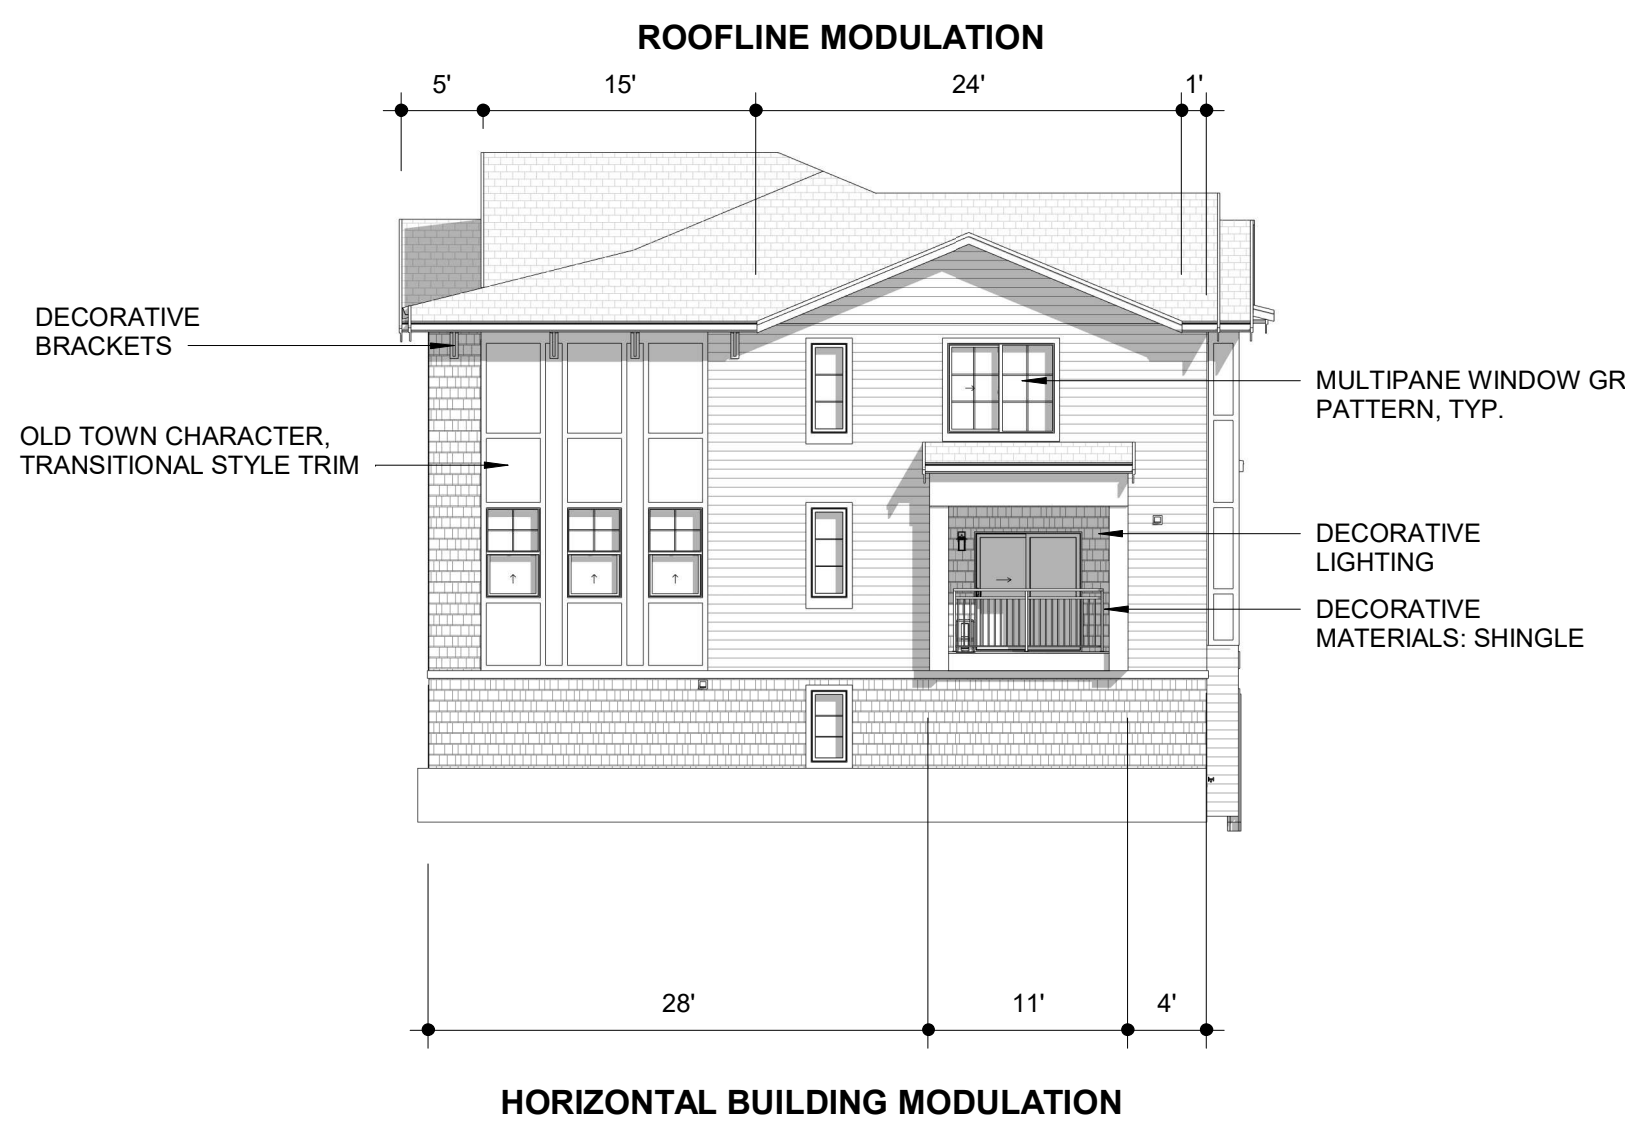 ROOFLINE MODULATION
5' 15' 24' 1'
DECORATIVE
BRACKETS
OLD TOWN CHARACTER,
TRANSITIONAL STYLE TRIM
MULTIPANE WINDOW GR
PATTERN, TYP.
DECORATIVE
LIGHTING
DECORATIVE
MATERIALS: SHINGLE
28' 11' 4'
HORIZONTAL BUILDING MODULATION